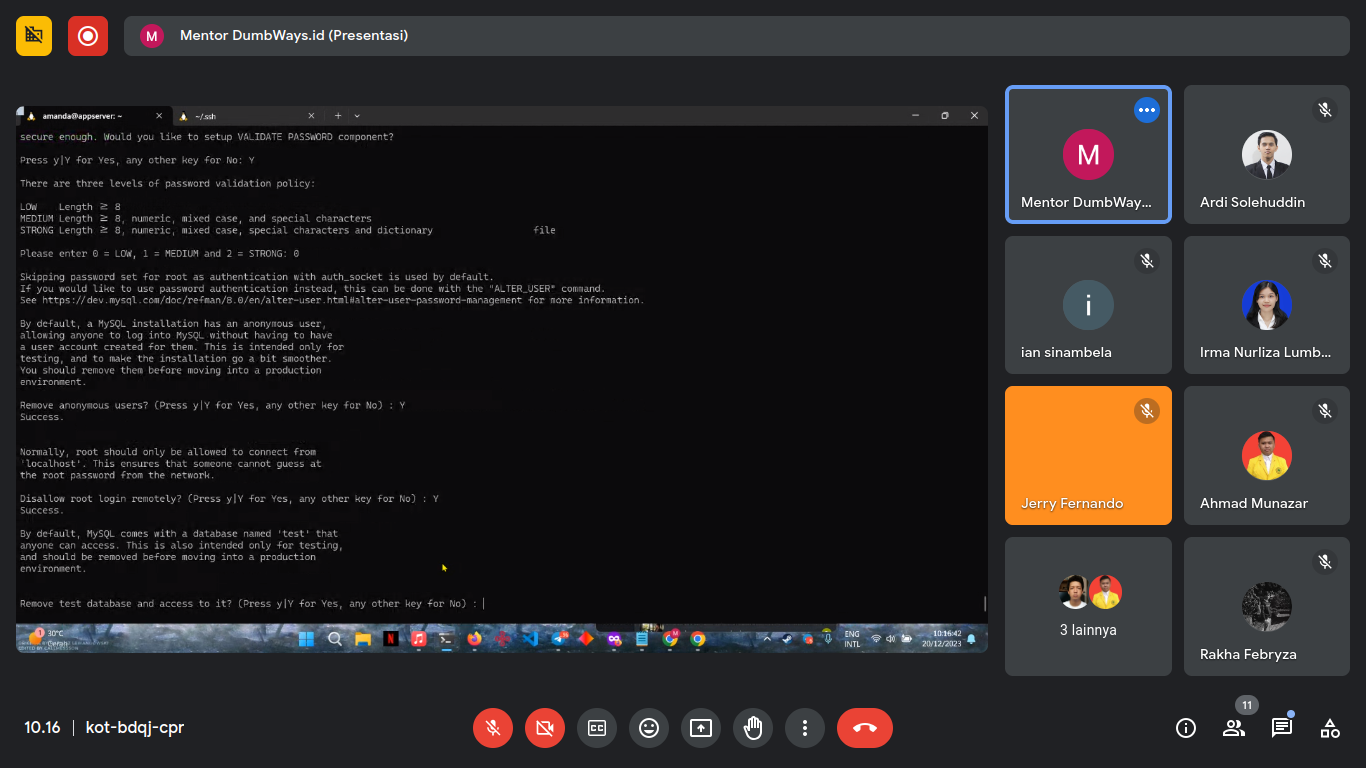 M
Mentor DumbWays.id (Presentasi)
amanda@appserver: ~
~/.ssh
secure enough. Would you like to setup VALIDATE PASSWORD component?
Press y|Y for Yes, any other key for No: Y
There are three levels of password validation policy:
LOW    Length ≥ 8
MEDIUM Length ≥ 8, numeric, mixed case, and special characters
STRONG Length ≥ 8, numeric, mixed case, special characters and dictionary                  file
Please enter 0 = LOW, 1 = MEDIUM and 2 = STRONG: 0
Skipping password set for root as authentication with auth_socket is used by default.
If you would like to use password authentication instead, this can be done with the "ALTER_USER" command.
See https://dev.mysql.com/doc/refman/8.0/en/alter-user.html#alter-user-password-management for more information.
By default, a MySQL installation has an anonymous user,
allowing anyone to log into MySQL without having to have
a user account created for them. This is intended only for
testing, and to make the installation go a bit smoother.
You should remove them before moving into a production
environment.
Remove anonymous users? (Press y|Y for Yes, any other key for No) : Y
Success.
Normally, root should only be allowed to connect from
'localhost'. This ensures that someone cannot guess at
the root password from the network.
Disallow root login remotely? (Press y|Y for Yes, any other key for No) : Y
Success.
By default, MySQL comes with a database named 'test' that
anyone can access. This is also intended only for testing,
and should be removed before moving into a production
environment.
Remove test database and access to it? (Press y|Y for Yes, any other key for No) :
1
30°C
Cerah
ENG
INTL
10:16:42
20/12/2023
M
Mentor DumbWay...
Ardi Solehuddin
i
ian sinambela
Irma Nurliza Lumb...
Jerry Fernando
Ahmad Munazar
3 lainnya
Rakha Febryza
10.16
kot-bdqj-cpr
11